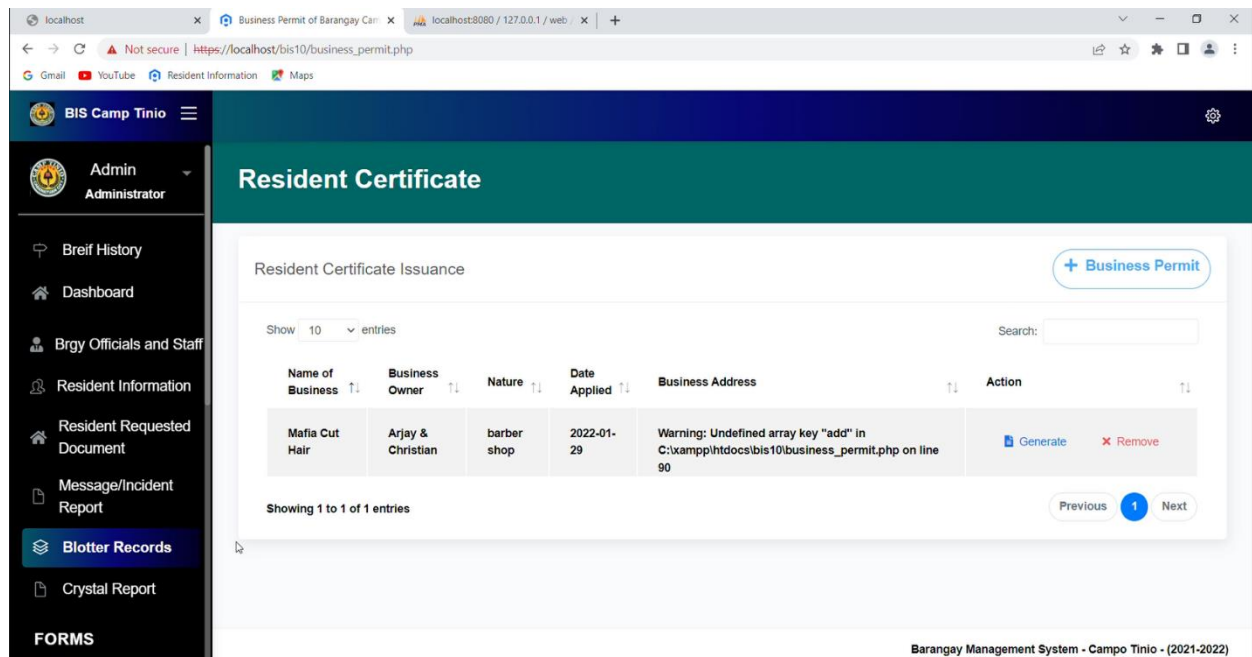 localhost
Business Permit of Barangay Cam
localhost:8080 / 127.0.0.1 / web
Not secure | https://localhost/bis10/business_permit.php
Gmail YouTube Resident Information Maps
BIS Camp Tinio
Admin
Administrator
Resident Certificate
Breif History
Dashboard
Brgy Officials and Staff
Resident Information
Resident Requested
Document
Message/Incident
Report
Blotter Records
Crystal Report
FORMS
Resident Certificate Issuance
+ Business Permit
Show 10 entries
Search:
Name of Business
Business Owner
Nature
Date Applied
Business Address
Action
Mafia Cut Hair
Arjay & Christian
barber shop
2022-01-29
Warning: Undefined array key "add" in
C:\xampp\htdocs\bis10\business_permit.php on line
90
Generate
Remove
Showing 1 to 1 of 1 entries
Previous 1 Next
Barangay Management System - Campo Tinio - (2021-2022)